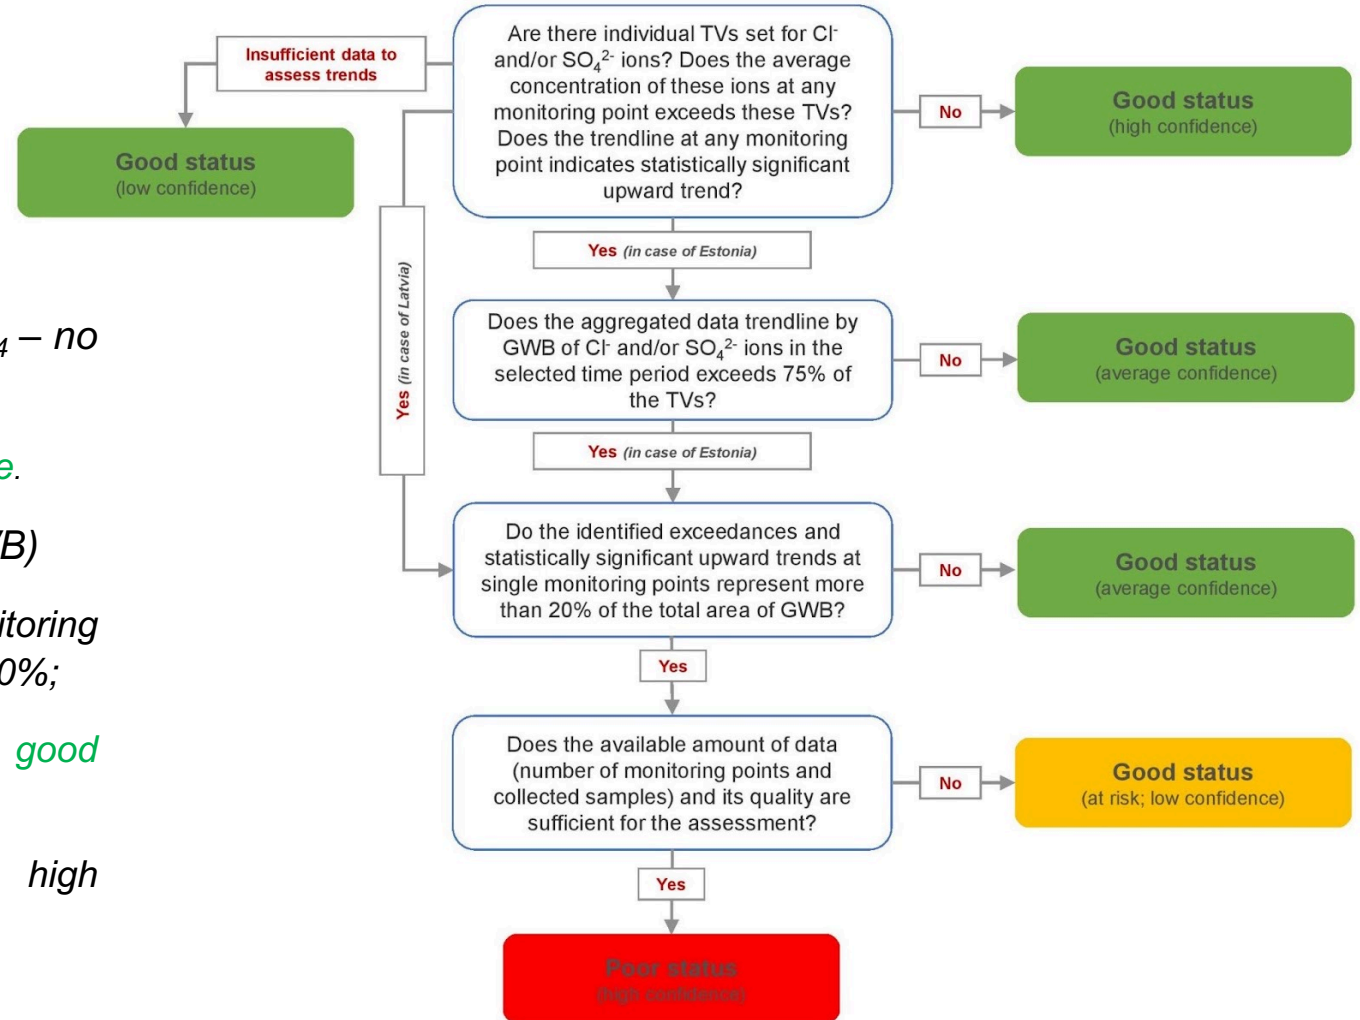 Insufficient data to
assess trends
Good status
(low confidence)
Are there individual TVs set for Cl⁻
and/or SO₄²⁻ ions? Does the average
concentration of these ions at any
monitoring point exceeds these TVs?
Does the trendline at any monitoring
point indicates statistically significant
upward trend?
No
Good status
(high confidence)
Yes (in case of Estonia)
Yes (in case of Latvia)
Does the aggregated data trendline by
GWB of Cl⁻ and/or SO₄²⁻ ions in the
selected time period exceeds 75% of
the TVs?
No
Good status
(average confidence)
Yes (in case of Estonia)
Do the identified exceedances and
statistically significant upward trends at
single monitoring points represent more
than 20% of the total area of GWB?
No
Good status
(average confidence)
Yes
Does the available amount of data
(number of monitoring points and
collected samples) and its quality are
sufficient for the assessment?
No
Good status
(at risk; low confidence)
Yes
Poor status
(high confidence)
₄ – no
e.
/B)
itoring
0%;
good
high